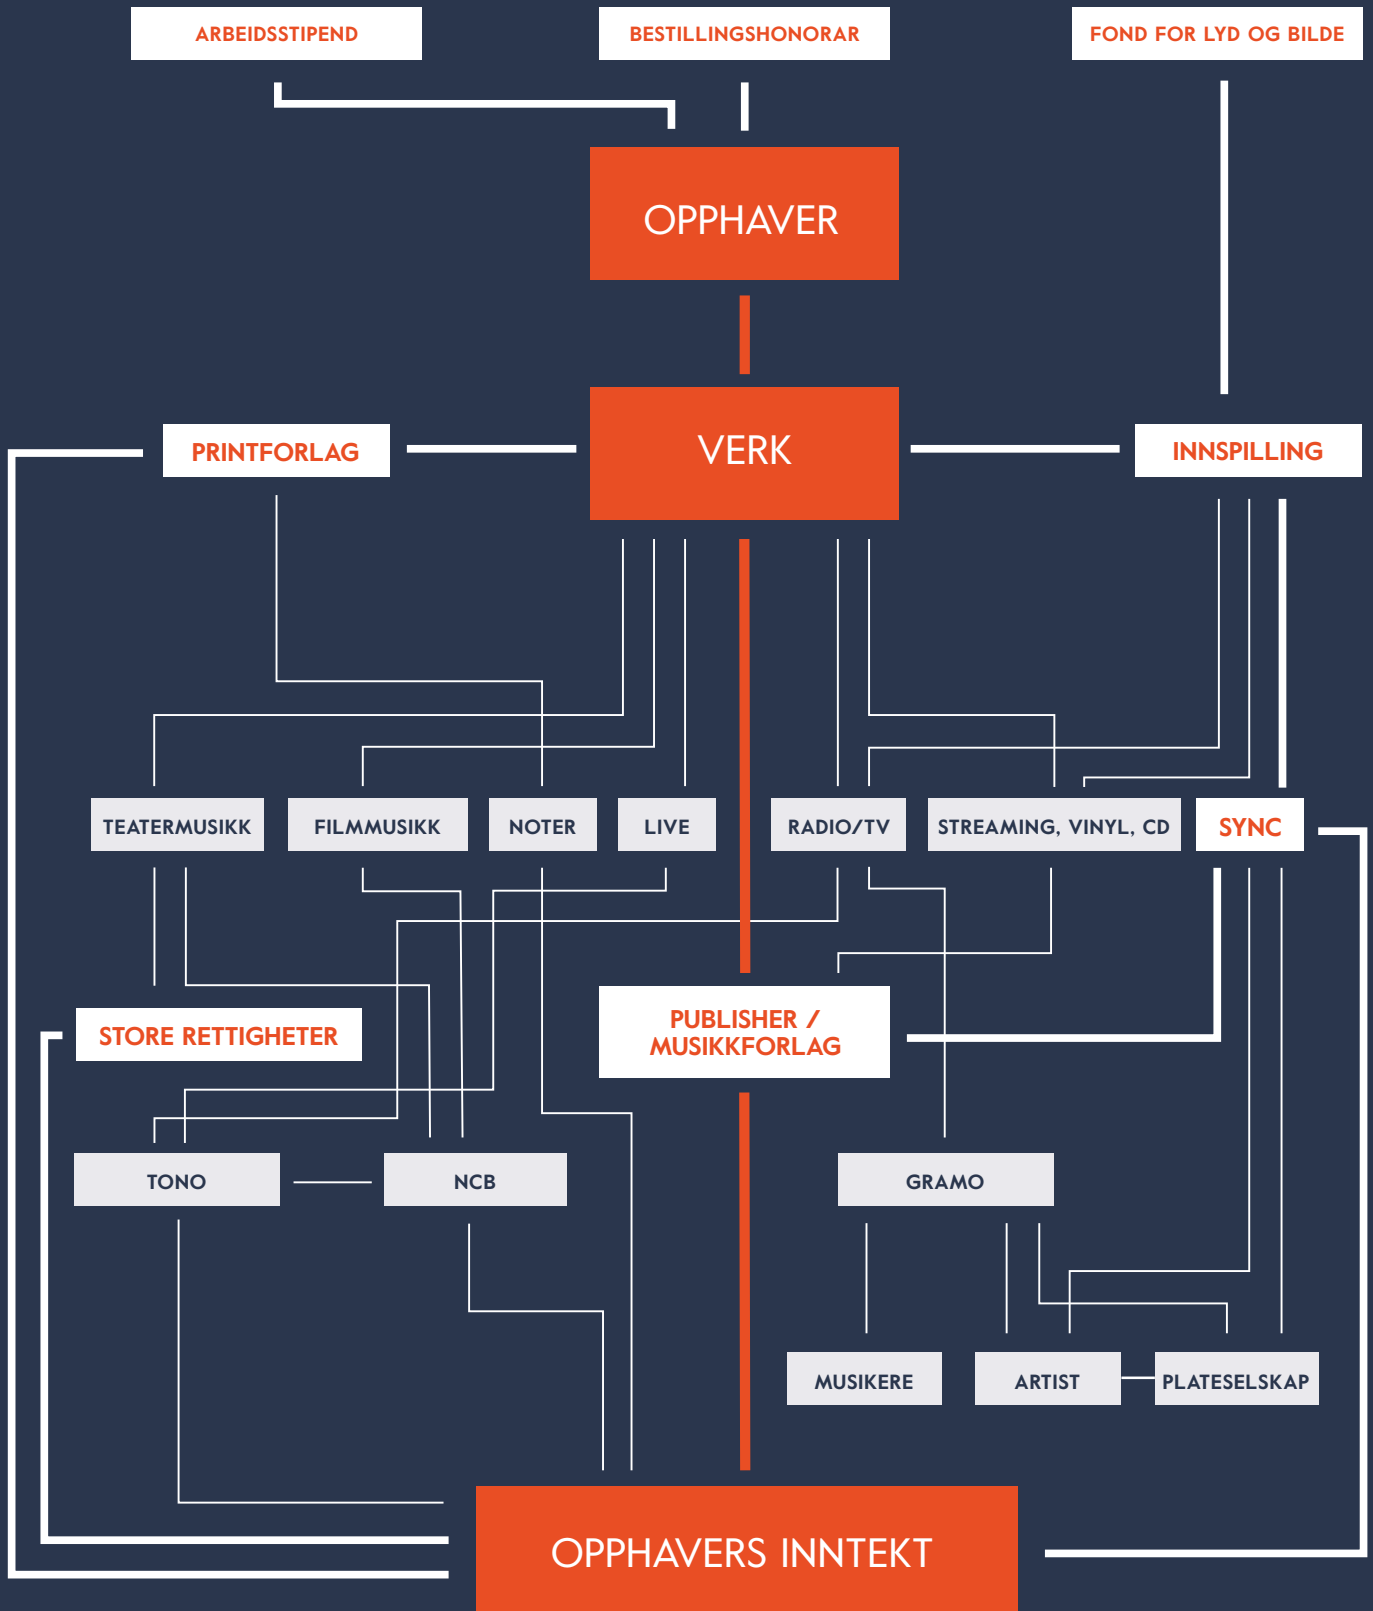 ARBEIDSSTIPEND
BESTILLINGSHONORAR
FOND FOR LYD OG BILDE
OPPHAVER
PRINTFORLAG
VERK
INNSPILLING
TEATERMUSIKK
FILMMUSIKK
NOTER
LIVE
RADIO/TV
STREAMING, VINYL, CD
SYNC
STORE RETTIGHETER
PUBLISHER /
MUSIKKFORLAG
TONO
NCB
GRAMO
MUSIKERE
ARTIST
PLATESELSKAP
OPPHAVERS INNTEKT